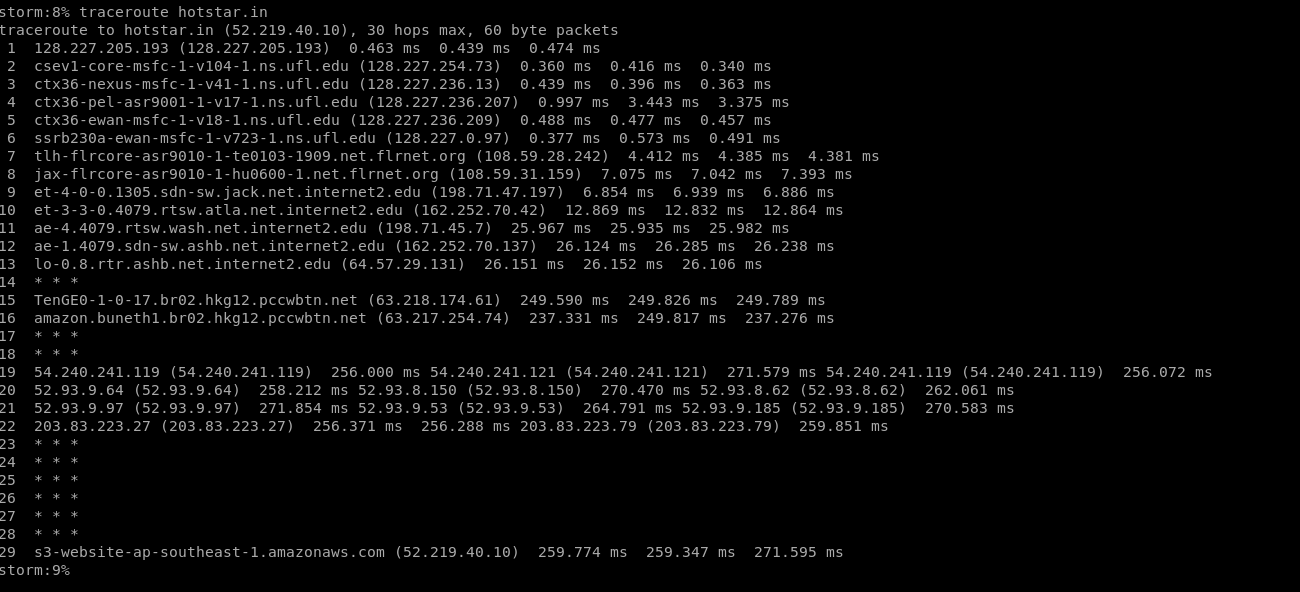 storm:8% traceroute hotstar.in
traceroute to hotstar.in (52.219.40.10), 30 hops max, 60 byte packets
1 128.227.205.193 (128.227.205.193) 0.463 ms 0.439 ms 0.474 ms
2 csev1-core-msfc-1-v104-1.ns.ufl.edu (128.227.254.73) 0.360 ms 0.416 ms 0.340 ms
3 ctx36-nexus-msfc-1-v41-1.ns.ufl.edu (128.227.236.13) 0.439 ms 0.396 ms 0.363 ms
4 ctx36-pel-asr9001-1-v17-1.ns.ufl.edu (128.227.236.207) 0.997 ms 3.443 ms 3.375 ms
5 ctx36-ewan-msfc-1-v18-1.ns.ufl.edu (128.227.236.209) 0.488 ms 0.477 ms 0.457 ms
6 ssrb230a-ewan-msfc-1-v723-1.ns.ufl.edu (128.227.0.97) 0.377 ms 0.573 ms 0.491 ms
7 tlh-flrcore-asr9010-1-te0103-1909.net.flrnet.org (108.59.28.242) 4.412 ms 4.385 ms 4.381 ms
8 jax-flrcore-asr9010-1-hu0600-1.net.flrnet.org (108.59.31.159) 7.075 ms 7.042 ms 7.393 ms
9 et-4-0-0.1305.sdn-sw.jack.net.internet2.edu (198.71.47.197) 6.854 ms 6.939 ms 6.886 ms
10 et-3-3-0.4079.rtsw.atla.net.internet2.edu (162.252.70.42) 12.869 ms 12.832 ms 12.864 ms
11 ae-4.4079.rtsw.wash.net.internet2.edu (198.71.45.7) 25.967 ms 25.935 ms 25.982 ms
12 ae-1.4079.sdn-sw.ashb.net.internet2.edu (162.252.70.137) 26.124 ms 26.285 ms 26.238 ms
13 lo-0.8.rtr.ashb.net.internet2.edu (64.57.29.131) 26.151 ms 26.152 ms 26.106 ms
14 * * *
15 TenGE0-1-0-17.br02.hkg12.pccwbtn.net (63.218.174.61) 249.590 ms 249.826 ms 249.789 ms
16 amazon.buneth1.br02.hkg12.pccwbtn.net (63.217.254.74) 237.331 ms 249.817 ms 237.276 ms
17 * * *
18 * * *
19 54.240.241.119 (54.240.241.119) 256.000 ms 54.240.241.121 (54.240.241.121) 271.579 ms 54.240.241.119 (54.240.241.119) 256.072 ms
20 52.93.9.64 (52.93.9.64) 258.212 ms 52.93.8.150 (52.93.8.150) 270.470 ms 52.93.8.62 (52.93.8.62) 262.061 ms
21 52.93.9.97 (52.93.9.97) 271.854 ms 52.93.9.53 (52.93.9.53) 264.791 ms 52.93.9.185 (52.93.9.185) 270.583 ms
22 203.83.223.27 (203.83.223.27) 256.371 ms 256.288 ms 203.83.223.79 (203.83.223.79) 259.851 ms
23 * * *
24 * * *
25 * * *
26 * * *
27 * * *
28 * * *
29 s3-website-ap-southeast-1.amazonaws.com (52.219.40.10) 259.774 ms 259.347 ms 271.595 ms
storm:9%